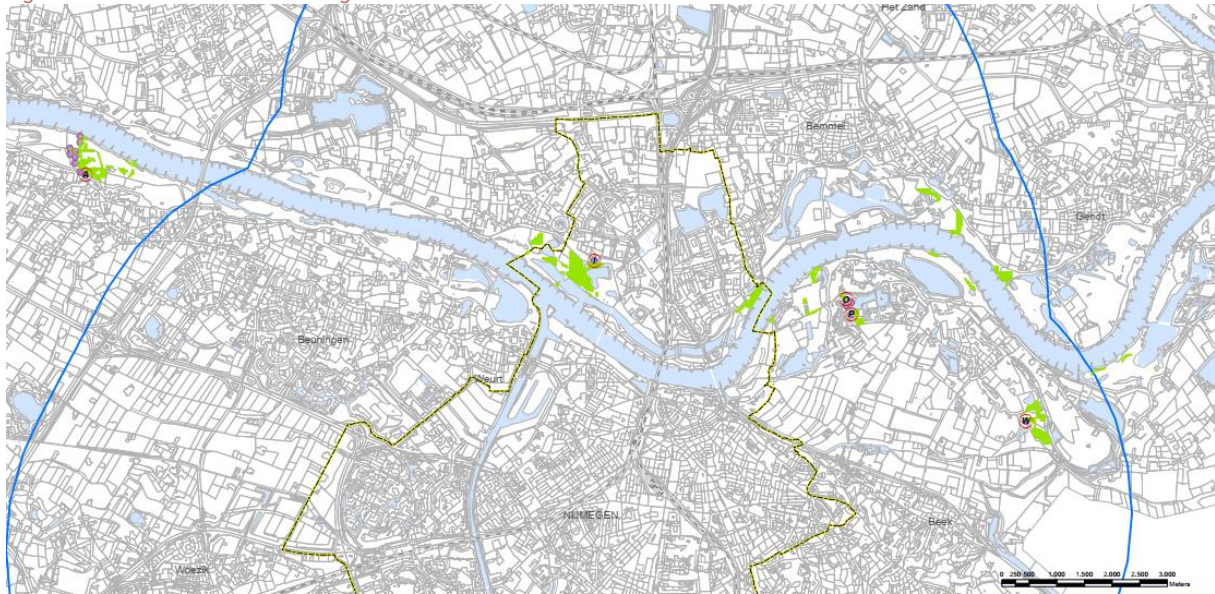 Het Zand
Bemmel
Gendt
A
I
O
P
Beuningen
Weurt
W
NIJMEGEN
Beek
Woezik
0 250 500 1.000 1.500 2.000 2.500 3.000
Meters